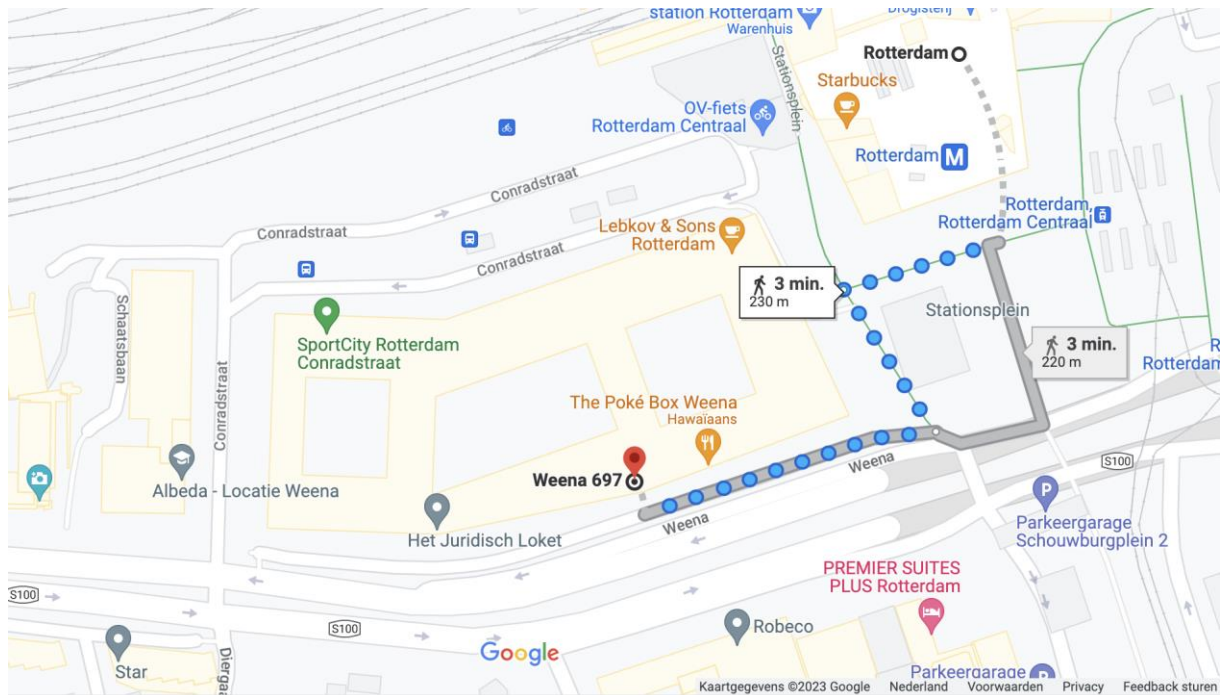 station Rotterdam
Warenhuis
Drogisterij
Rotterdam
Stationsplein
Starbucks
OV-fiets
Rotterdam Centraal
Rotterdam
M
Conradstraat
Rotterdam,
Rotterdam Centraal
Conradstraat
Lebkov & Sons
Rotterdam
Conradstraat
3 min.
230 m
Stationsplein
Schaatsbaan
SportCity Rotterdam
Conradstraat
3 min.
220 m
R
Rotterdam
Conradstraat
The Poké Box Weena
Hawaïaans
Weena
S100
Weena 697
Albeda - Locatie Weena
P
Parkeergarage
Schouwburgplein 2
Weena
Het Juridisch Loket
PREMIER SUITES
PLUS Rotterdam
S100
S100
Robeco
Star
Google
Parkeergarage
P
Kaartgegevens ©2023 Google Nederland Voorwaarden Privacy Feedback sturen